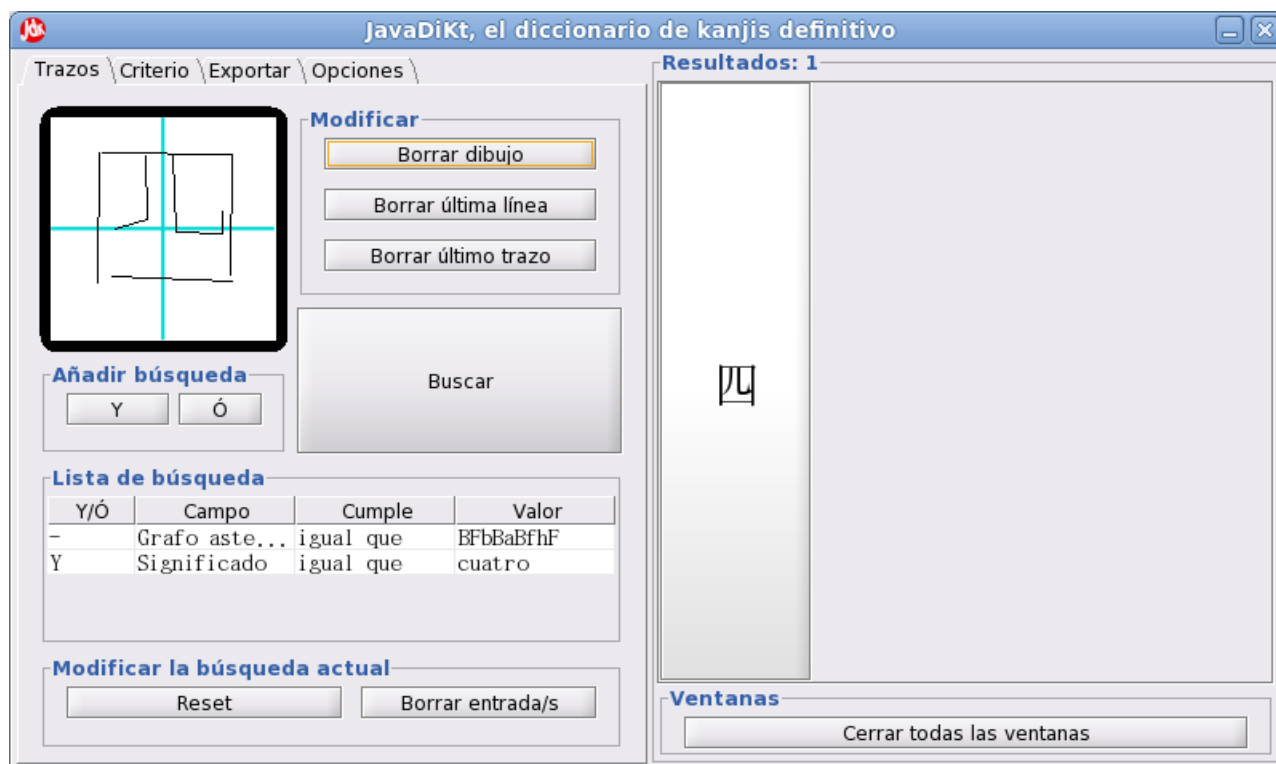 Jdk
JavaDiKt, el diccionario de kanjis definitivo
Trazos
Criterio
Exportar
Opciones
Modificar
Borrar dibujo
Borrar última línea
Borrar último trazo
Añadir búsqueda
Y
Ó
Buscar
Lista de búsqueda
Y/Ó Campo Cumple Valor
- Grafo aste... igual que BFbBaBfhF
Y Significado igual que cuatro
Modificar la búsqueda actual
Reset
Borrar entrada/s
Resultados: 1
四
Ventanas
Cerrar todas las ventanas